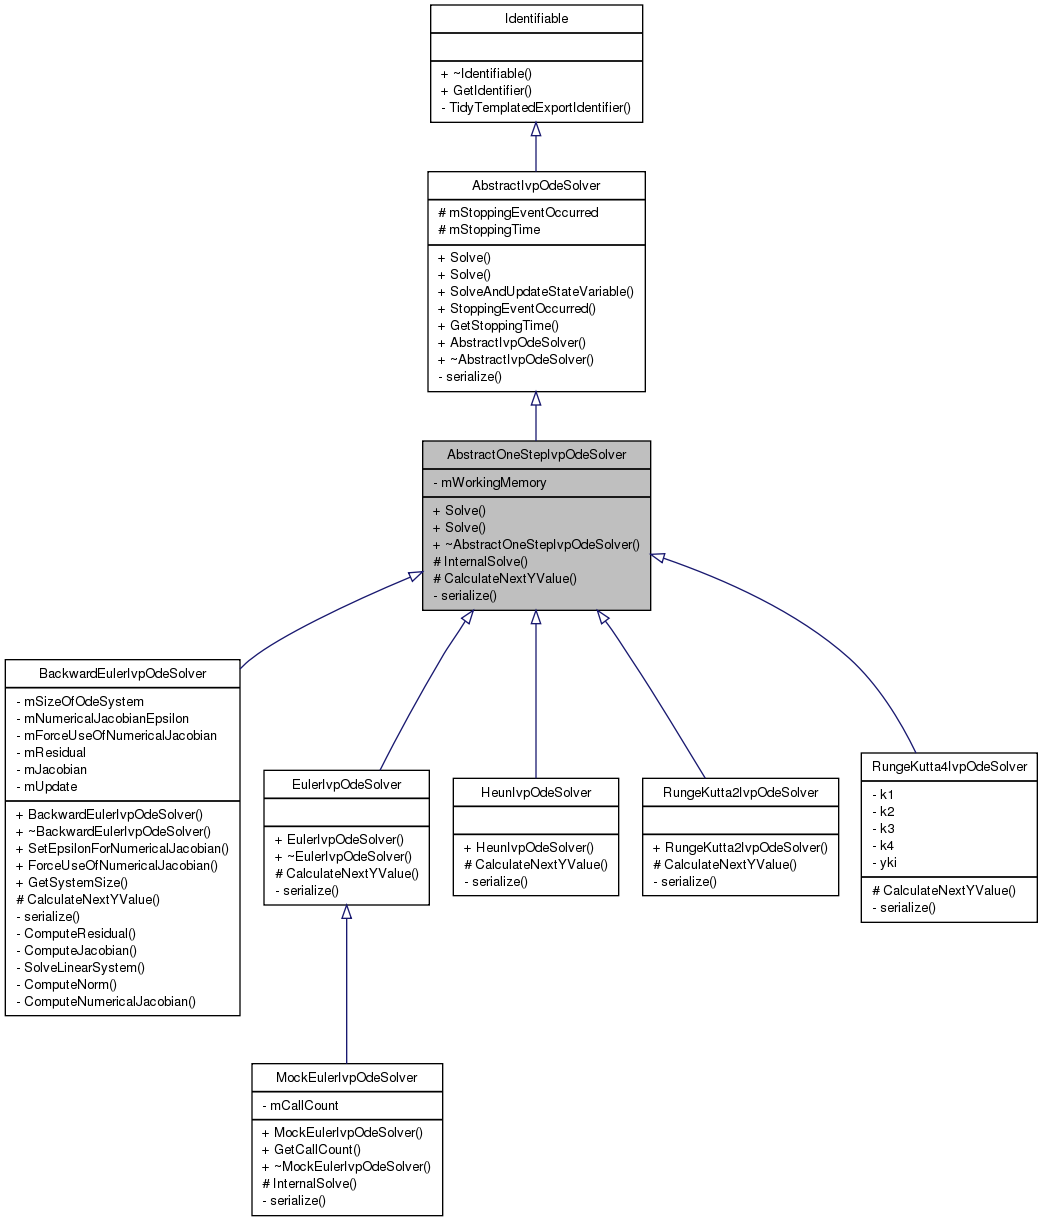 Identifiable
+ ~Identifiable()
+ GetIdentifier()
- TidyTemplatedExportIdentifier()
AbstractIvpOdeSolver
# mStoppingEventOccurred
# mStoppingTime
+ Solve()
+ Solve()
+ SolveAndUpdateStateVariable()
+ StoppingEventOccurred()
+ GetStoppingTime()
+ AbstractIvpOdeSolver()
+ ~AbstractIvpOdeSolver()
- serialize()
AbstractOneStepIvpOdeSolver
- mWorkingMemory
+ Solve()
+ Solve()
+ ~AbstractOneStepIvpOdeSolver()
# InternalSolve()
# CalculateNextYValue()
- serialize()
BackwardEulerIvpOdeSolver
- mSizeOfOdeSystem
- mNumericalJacobianEpsilon
- mForceUseOfNumericalJacobian
- mResidual
- mJacobian
- mUpdate
+ BackwardEulerIvpOdeSolver()
+ ~BackwardEulerIvpOdeSolver()
+ SetEpsilonForNumericalJacobian()
+ ForceUseOfNumericalJacobian()
+ GetSystemSize()
# CalculateNextYValue()
- serialize()
- ComputeResidual()
- ComputeJacobian()
- SolveLinearSystem()
- ComputeNorm()
- ComputeNumericalJacobian()
EulerIvpOdeSolver
+ EulerIvpOdeSolver()
+ ~EulerIvpOdeSolver()
# CalculateNextYValue()
- serialize()
HeunIvpOdeSolver
+ HeunIvpOdeSolver()
# CalculateNextYValue()
- serialize()
RungeKutta2IvpOdeSolver
+ RungeKutta2IvpOdeSolver()
# CalculateNextYValue()
- serialize()
RungeKutta4IvpOdeSolver
- k1
- k2
- k3
- k4
- yki
# CalculateNextYValue()
- serialize()
MockEulerIvpOdeSolver
- mCallCount
+ MockEulerIvpOdeSolver()
+ GetCallCount()
+ ~MockEulerIvpOdeSolver()
# InternalSolve()
- serialize()